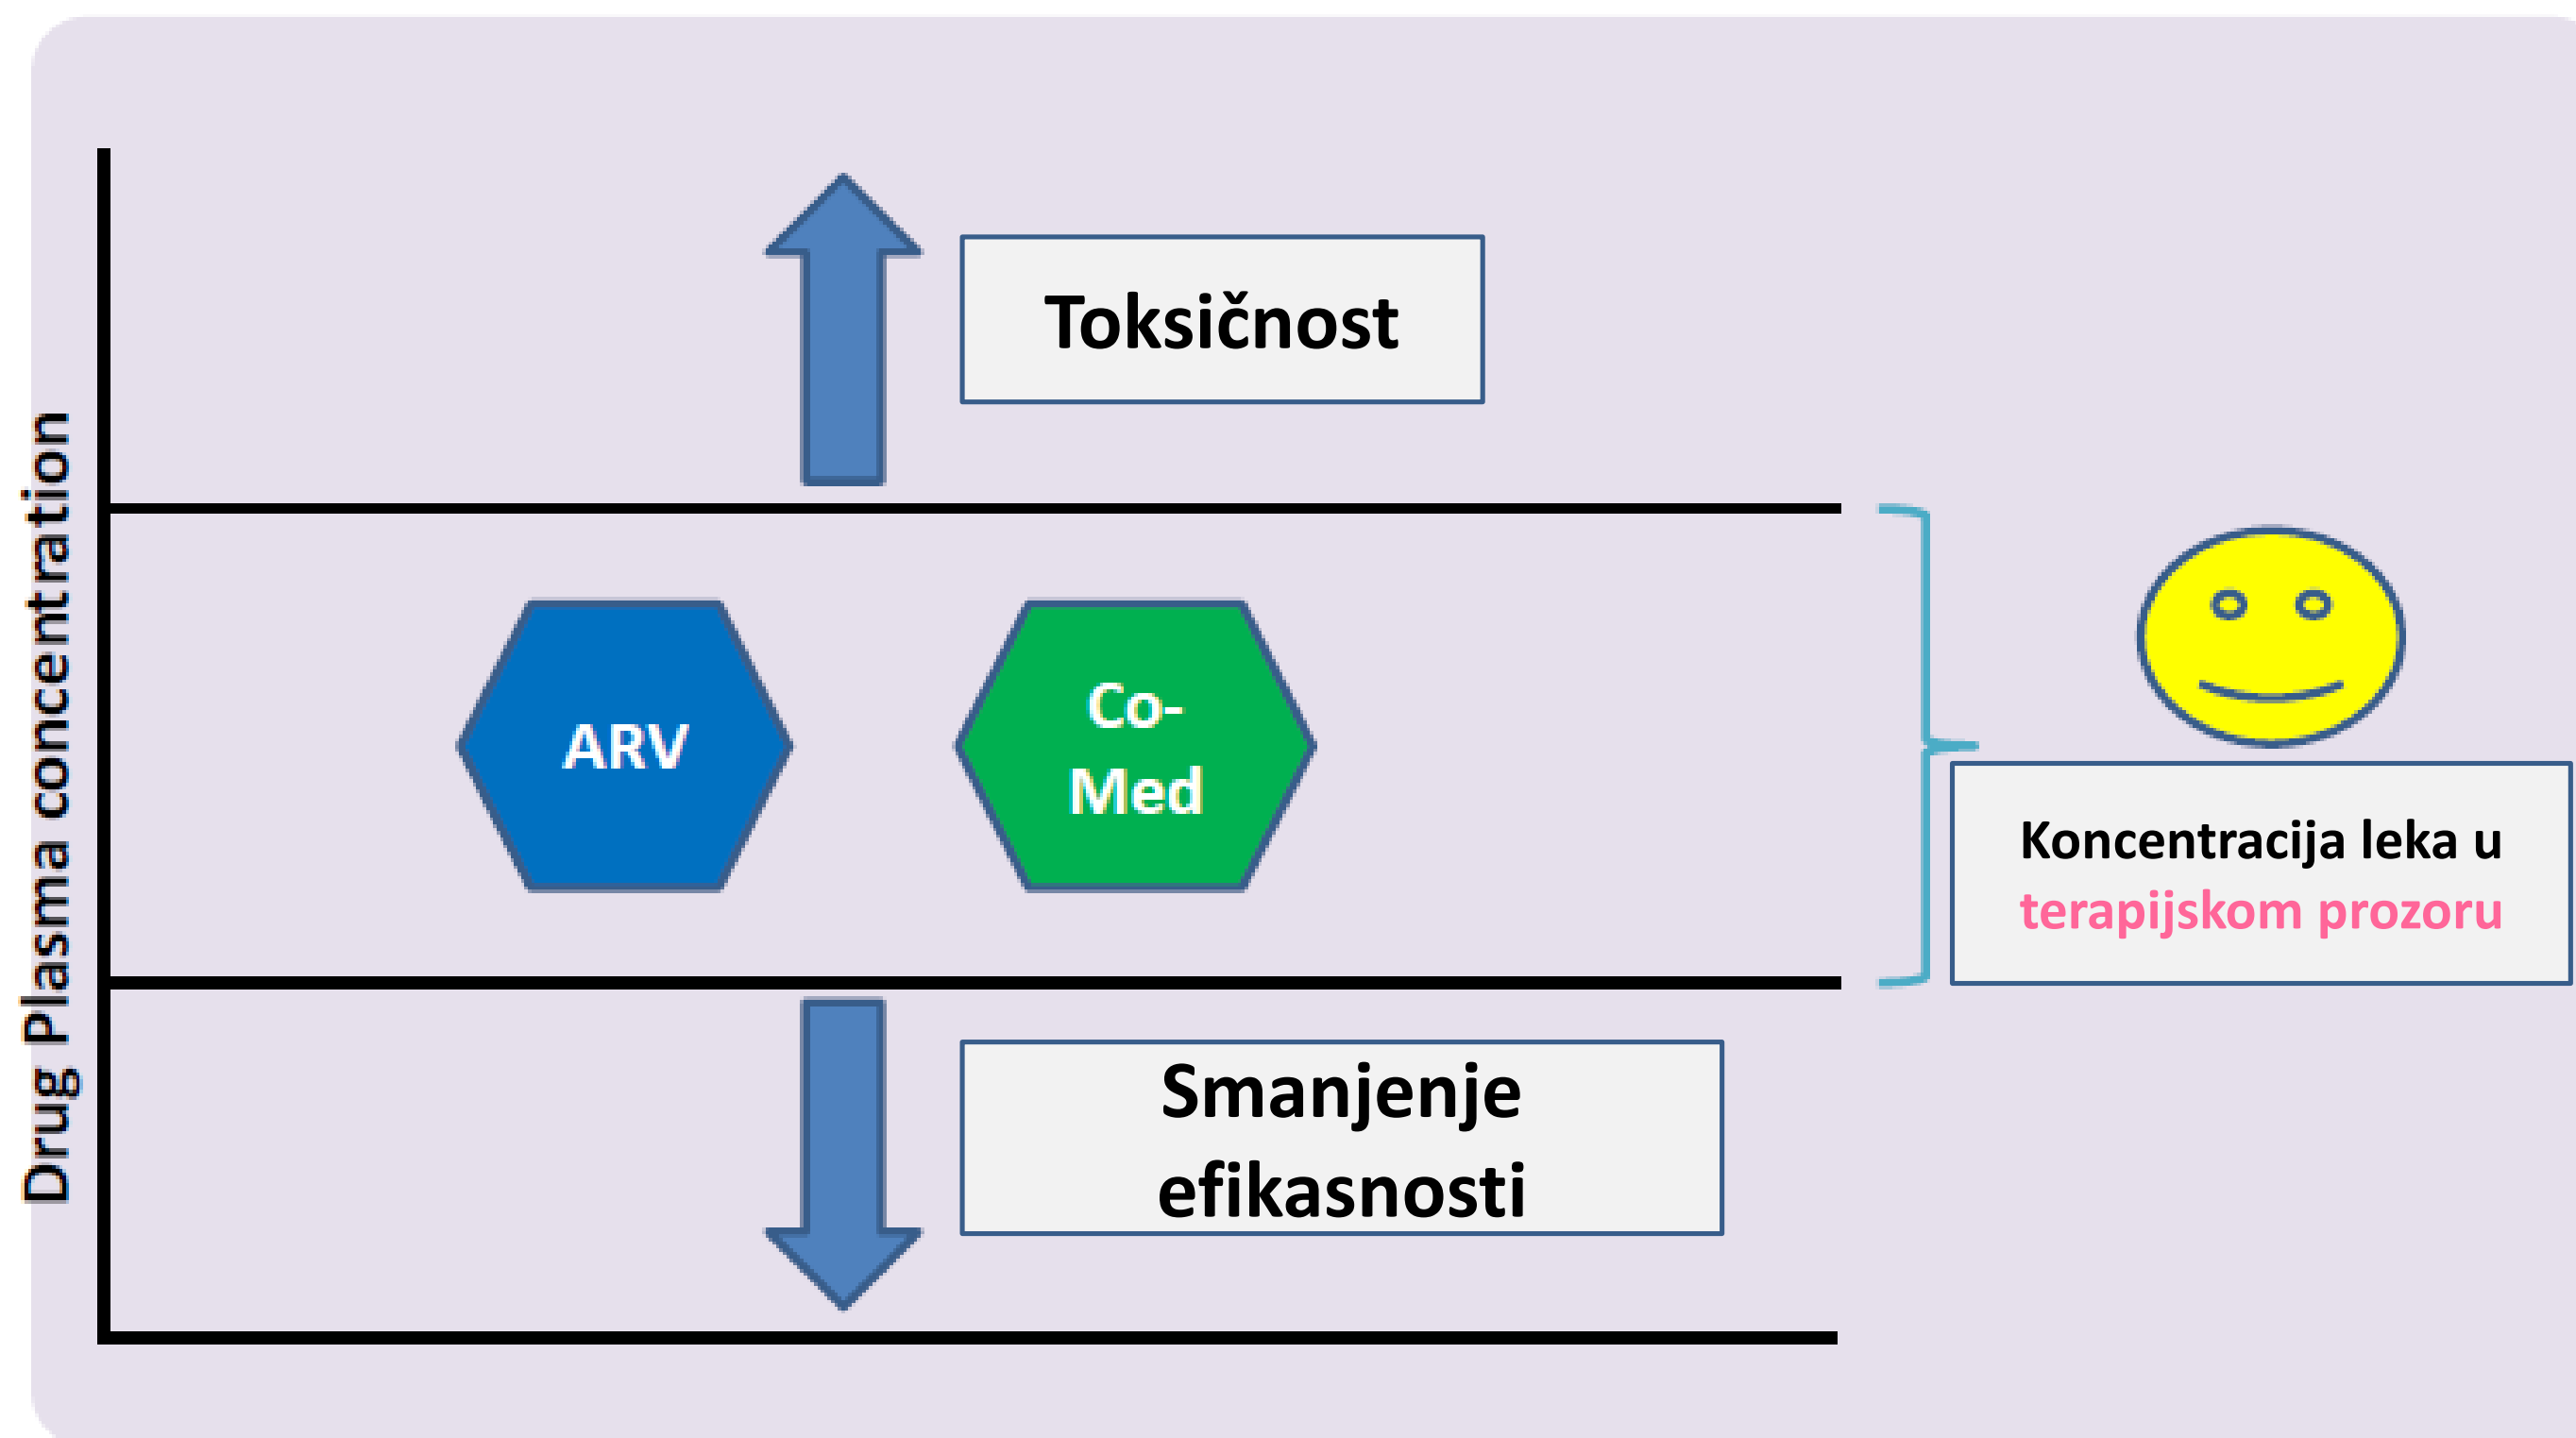 Drug Plasma concentration
Toksičnost
ARV
Co-
Med
Koncentracija leka u
terapijskom prozoru
Smanjenje
efikasnosti